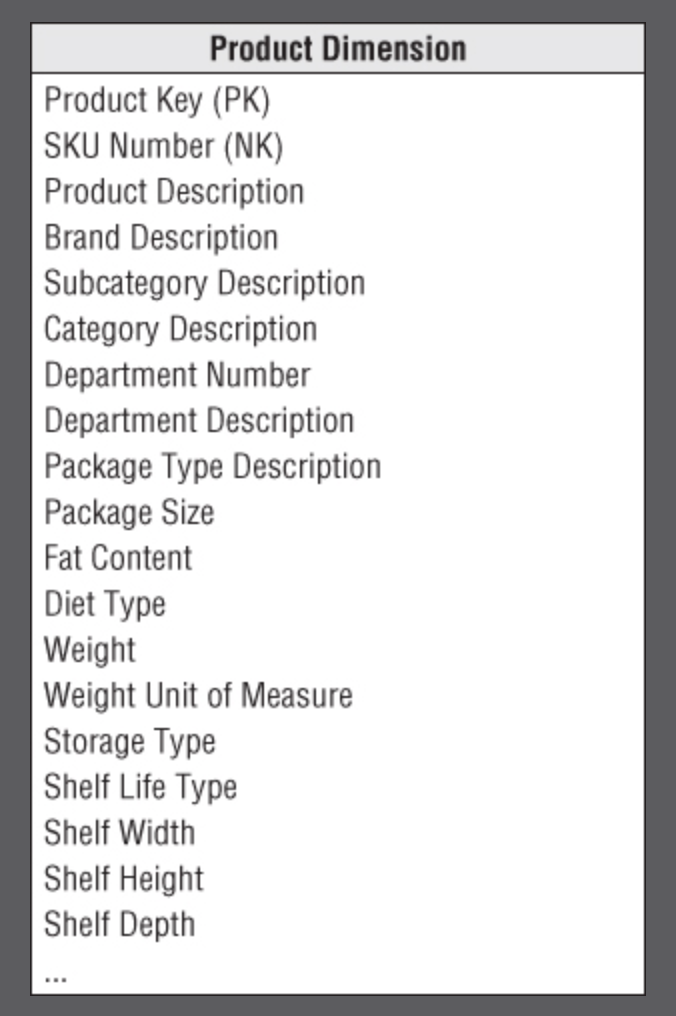 Product Dimension
Product Key (PK)
SKU Number (NK)
Product Description
Brand Description
Subcategory Description
Category Description
Department Number
Department Description
Package Type Description
Package Size
Fat Content
Diet Type
Weight
Weight Unit of Measure
Storage Type
Shelf Life Type
Shelf Width
Shelf Height
Shelf Depth
...